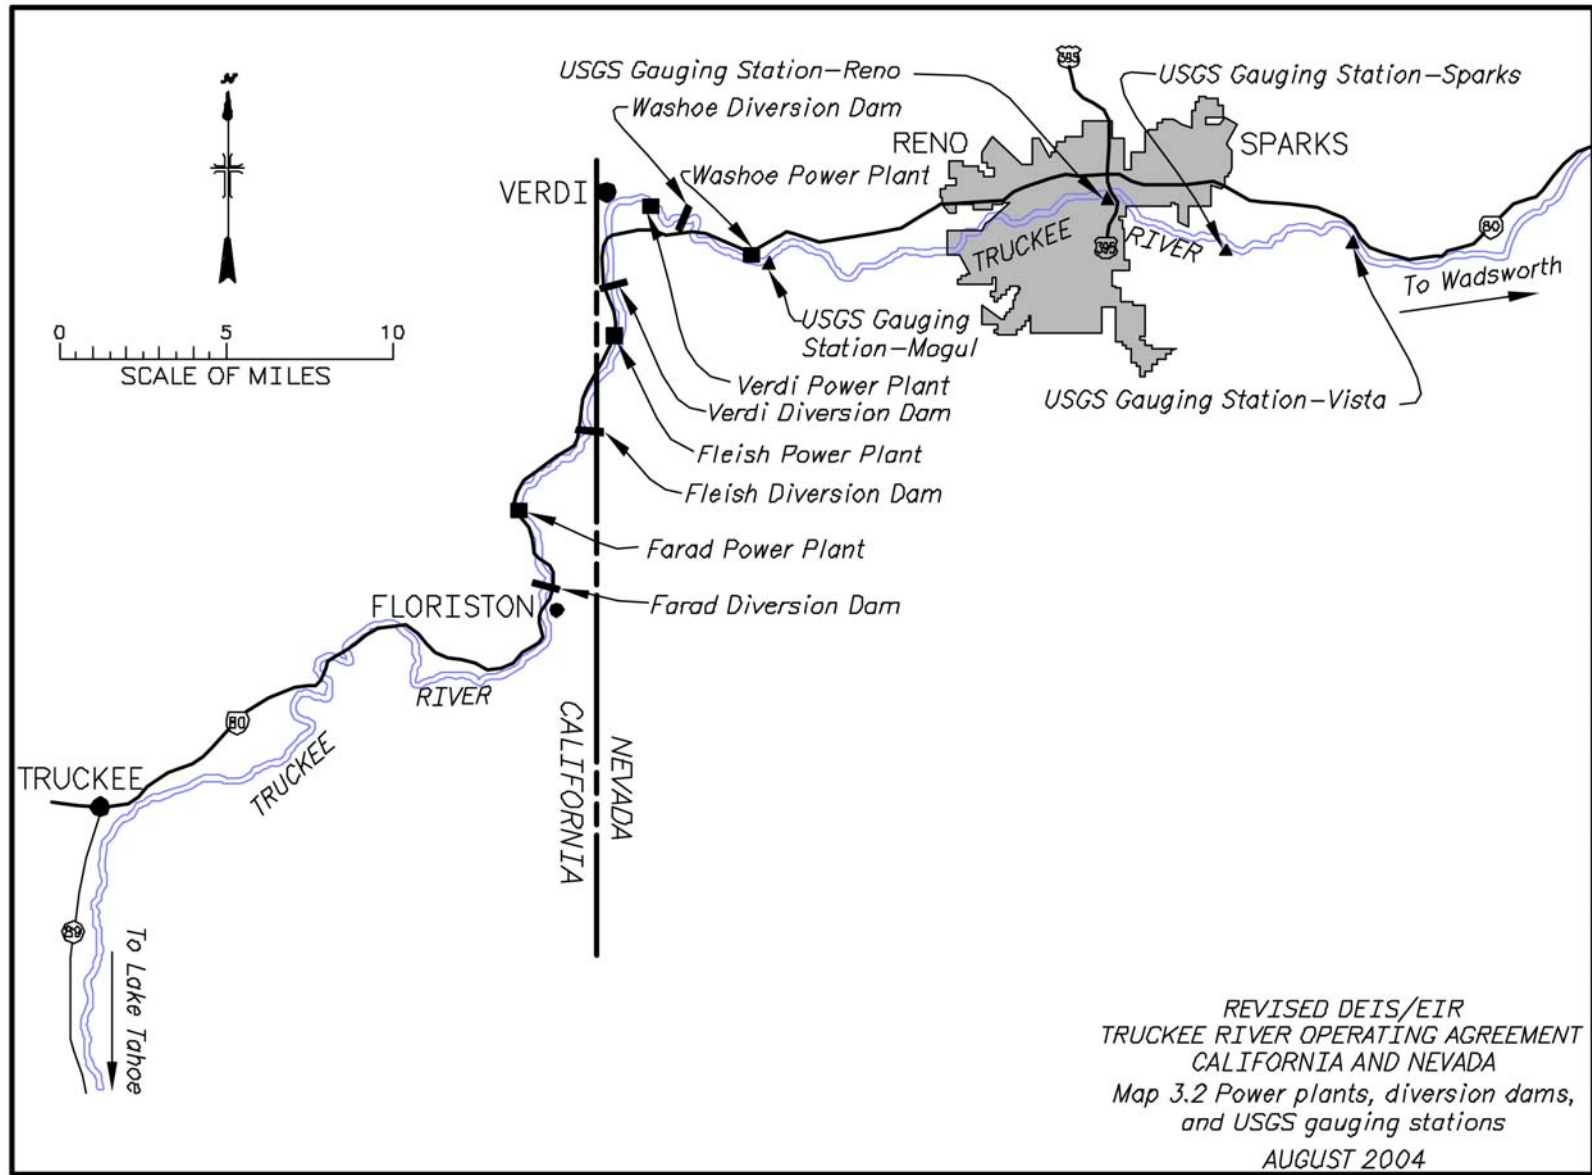 N
USGS Gauging Station-Reno
Washoe Diversion Dam
395
USGS Gauging Station-Sparks
RENO
SPARKS
Washoe Power Plant
VERDI
TRUCKEE
RIVER
395
80
To Wadsworth
0 5 10
SCALE OF MILES
USGS Gauging
Station-Mogul
Verdi Power Plant
Verdi Diversion Dam
USGS Gauging Station-Vista
Fleish Power Plant
Fleish Diversion Dam
Farad Power Plant
FLORISTON
Farad Diversion Dam
RIVER
80
TRUCKEE
TRUCKEE
CALIFORNIA
NEVADA
89
To Lake Tahoe
REVISED DEIS/EIR
TRUCKEE RIVER OPERATING AGREEMENT
CALIFORNIA AND NEVADA
Map 3.2 Power plants, diversion dams,
and USGS gauging stations
AUGUST 2004